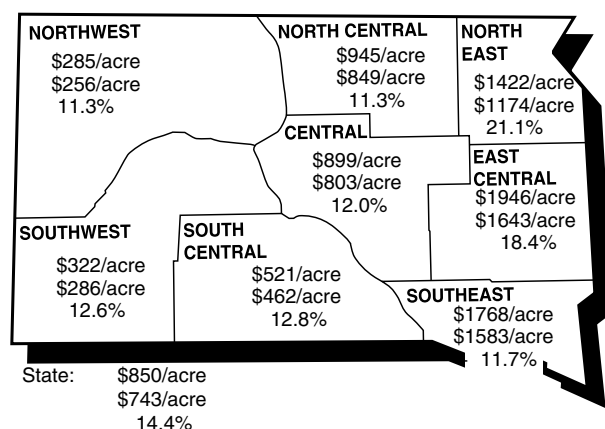 NORTHWEST
$285/acre
$256/acre
11.3%
NORTH CENTRAL
$945/acre
$849/acre
11.3%
NORTH
EAST
$1422/acre
$1174/acre
21.1%
CENTRAL
$899/acre
$803/acre
12.0%
EAST
CENTRAL
$1946/acre
$1643/acre
18.4%
SOUTHWEST
$322/acre
$286/acre
12.6%
SOUTH
CENTRAL
$521/acre
$462/acre
12.8%
SOUTHEAST
$1768/acre
$1583/acre
11.7%
State: $850/acre
$743/acre
14.4%